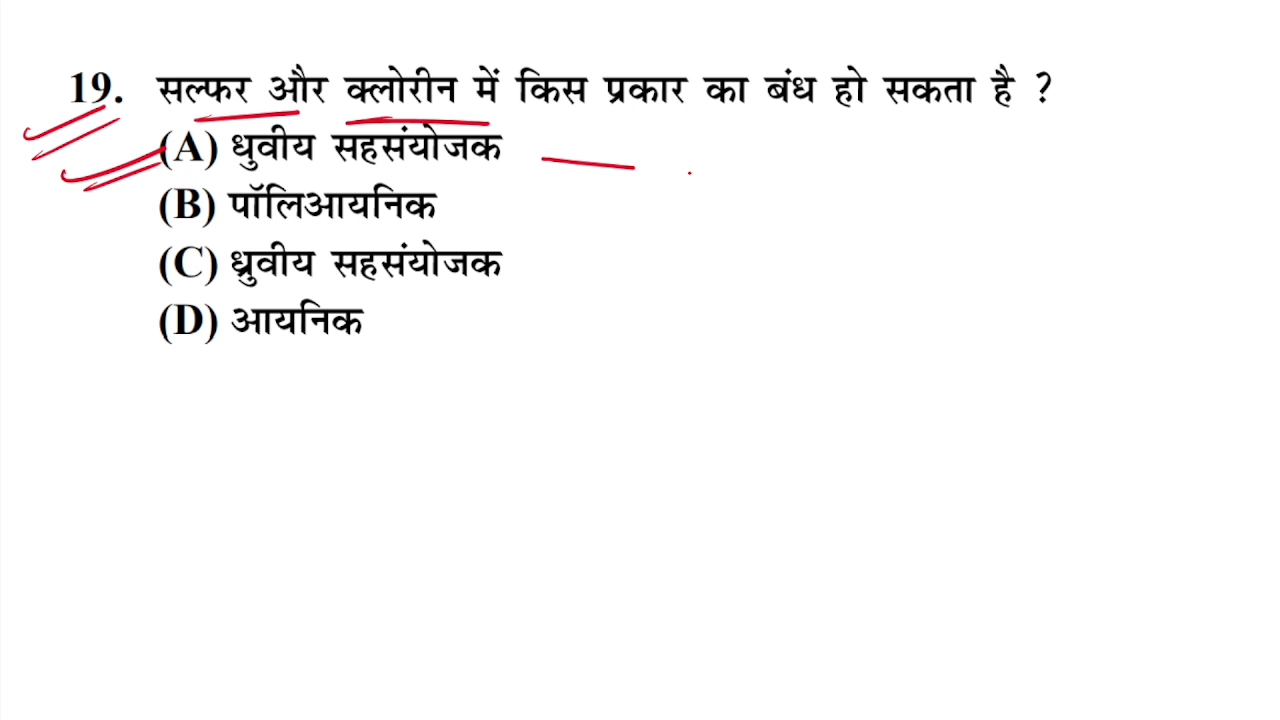 19. सल्फर और क्लोरीन में किस प्रकार का बंध हो सकता है ?
(A) धुवीय सहसंयोजक
(B) पॉलिआयनिक
(C) ध्रुवीय सहसंयोजक
(D) आयनिक